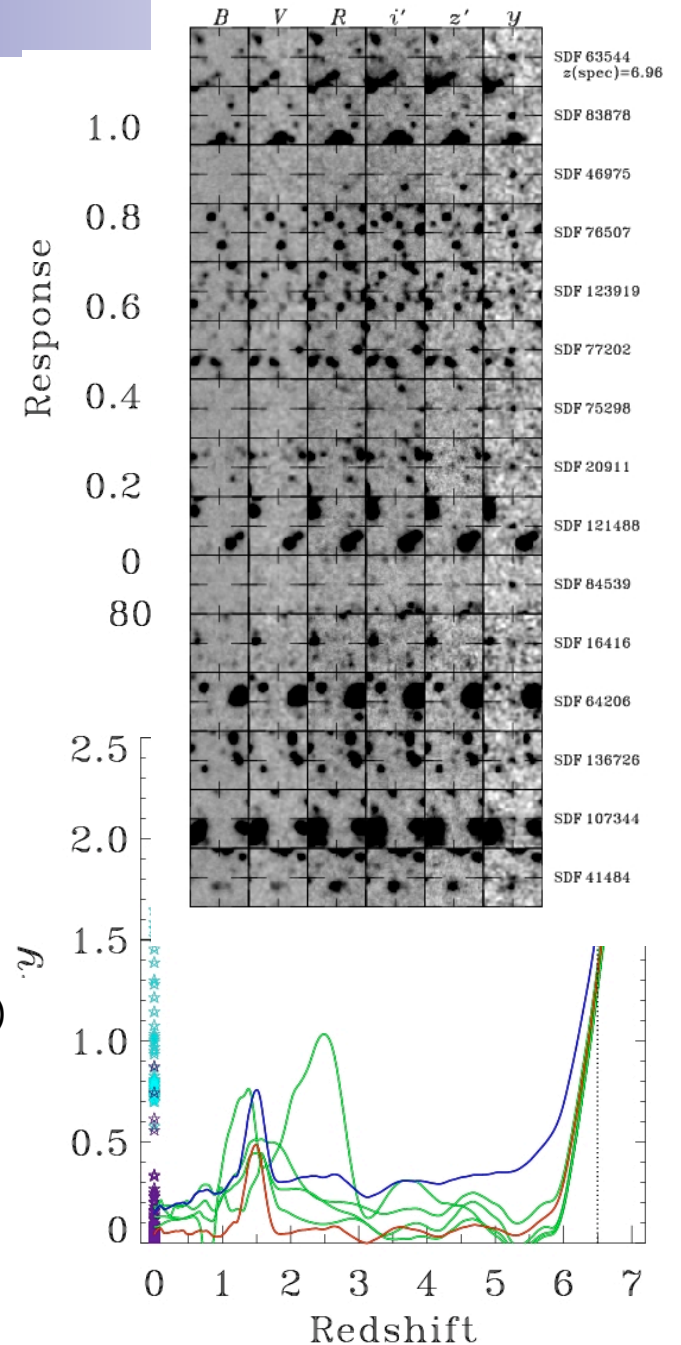 B V R i' z' y
SDF 63544
z(spec)=6.96
SDF 83878
SDF 46975
SDF 76507
SDF 123919
SDF 77202
SDF 75298
SDF 20911
SDF 121488
SDF 84539
SDF 16416
SDF 64206
SDF 136726
SDF 107344
SDF 41484
Response
1.0
0.8
0.6
0.4
0.2
0
80
2.5
2.0
1.5
1.0
0.5
0
y
)
0 1 2 3 4 5 6 7
Redshift